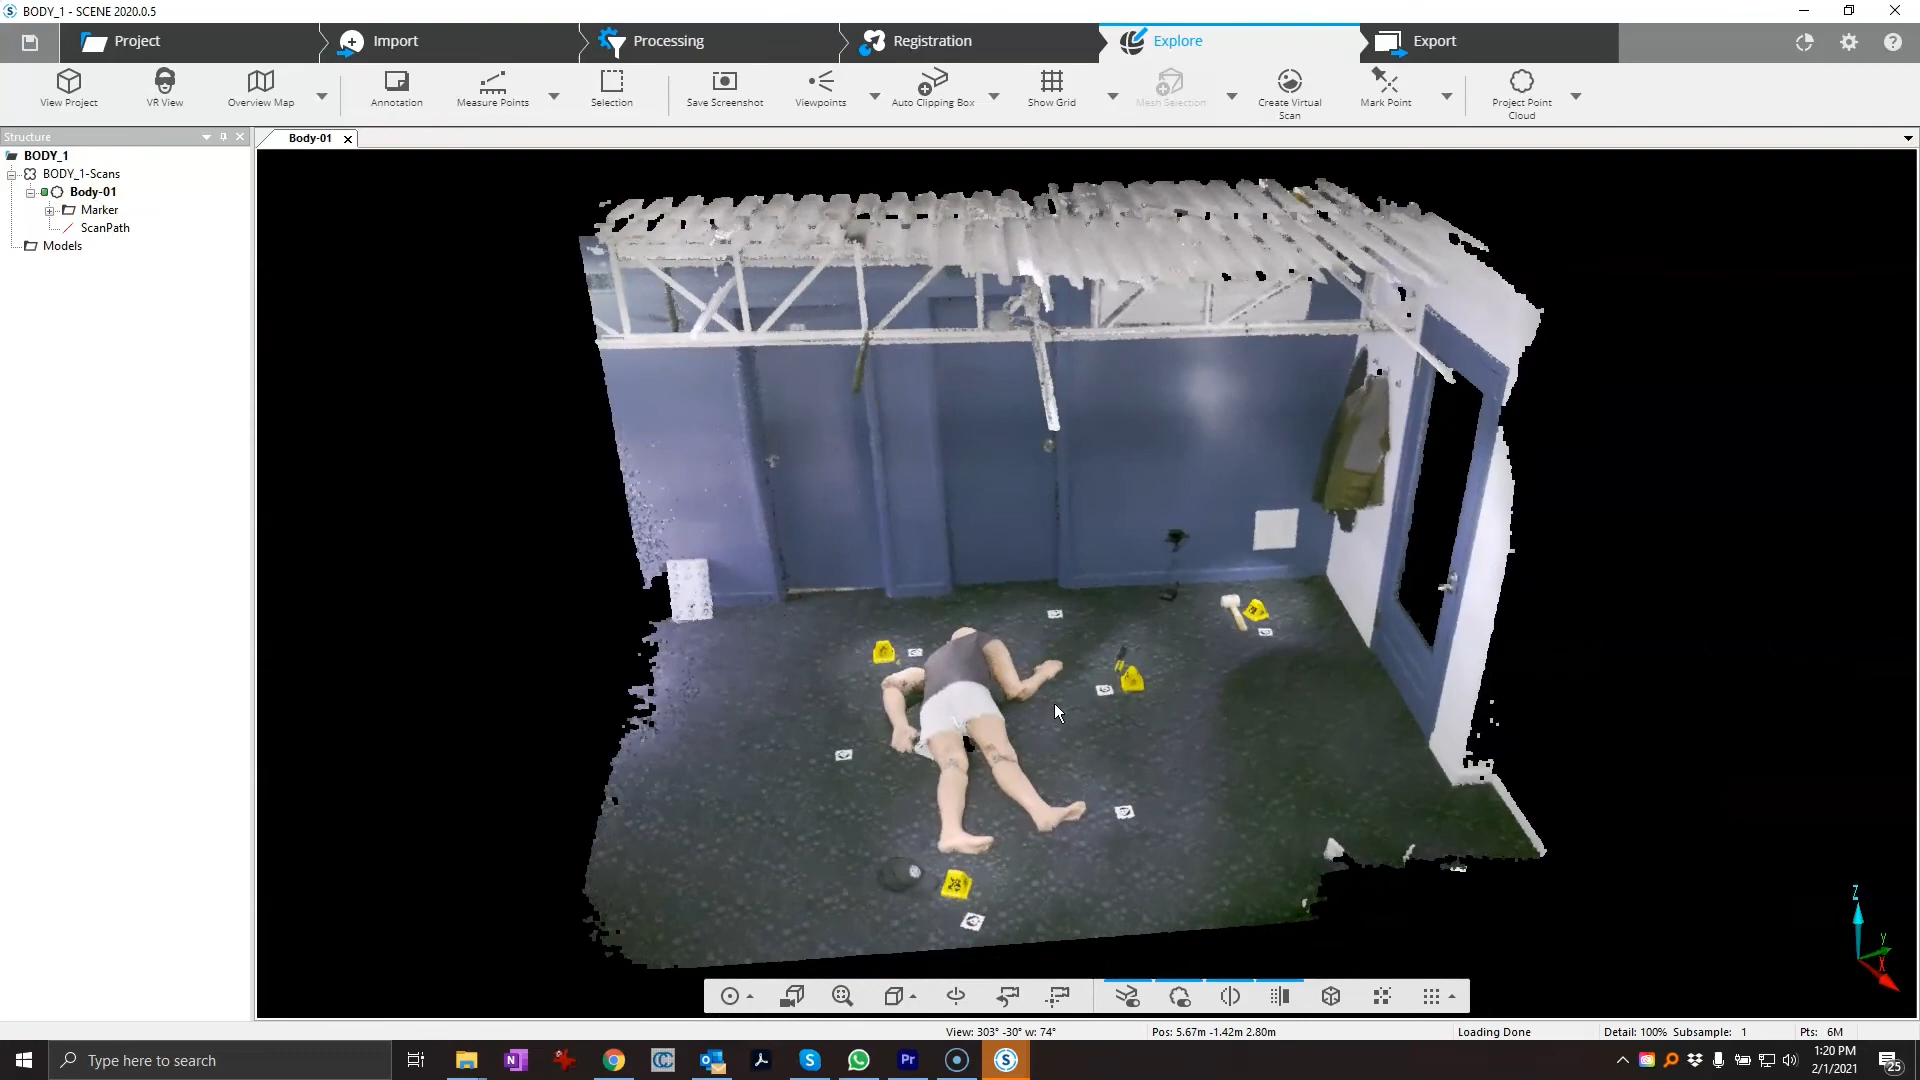 BODY_1 - SCENE 2020.0.5
Project
Import
Processing
Registration
Explore
Export
View Project
VR View
Overview Map
Annotation
Measure Points
Selection
Save Screenshot
Viewpoints
Auto Clipping Box
Show Grid
Mesh Selection
Create Virtual
Scan
Mark Point
Project Point
Cloud
Structure
Body-01
BODY_1
BODY_1-Scans
Body-01
Marker
ScanPath
Models
Z
y
X
View: 303° -30° w: 74°
Pos: 5.67m -1.42m 2.80m
Loading Done
Detail: 100% Subsample: 1
Pts: 6M
Type here to search
1:20 PM
2/1/2021
25